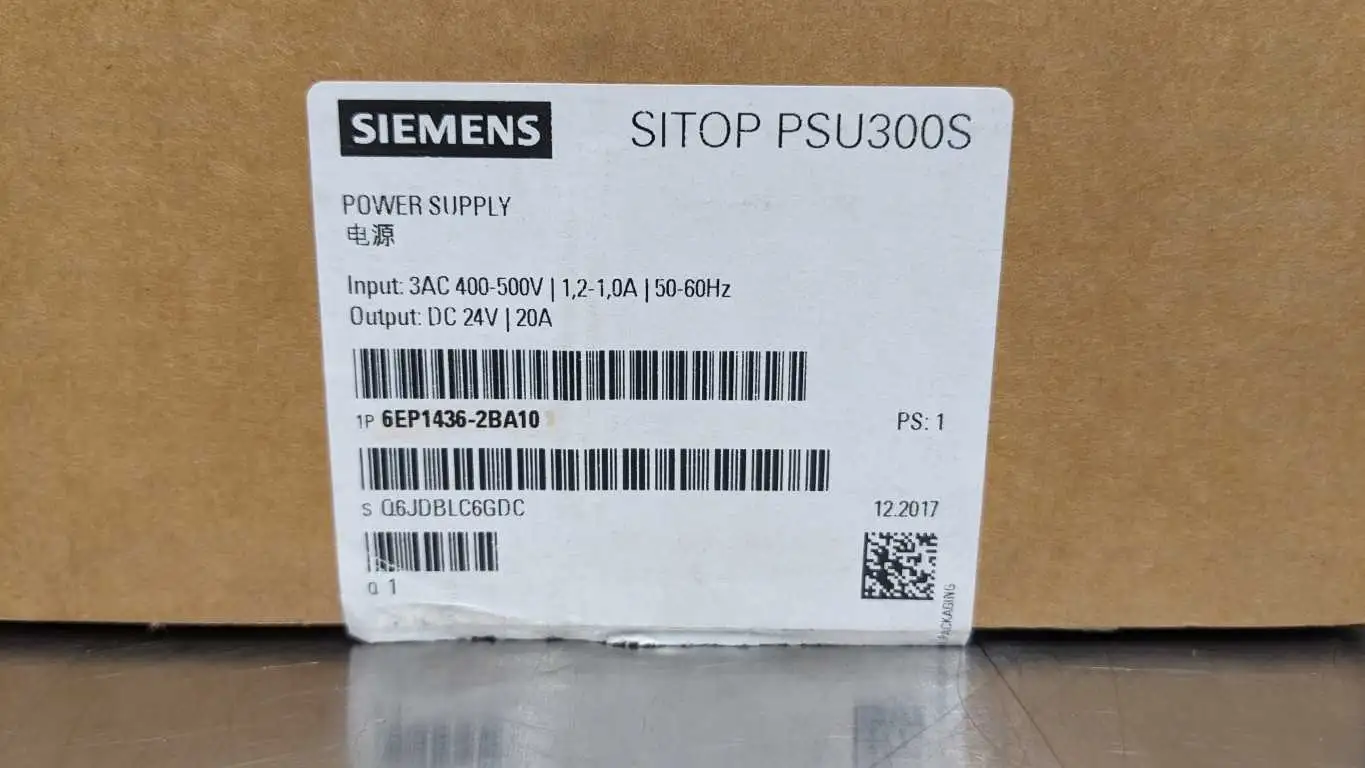 SIEMENS SITOP PSU300S
POWER SUPPLY
电源
Input: 3AC 400-500V | 1,2-1,0A | 50-60Hz
Output: DC 24V | 20A
1P 6EP1436-2BA10 PS: 1
S Q6JDBLC6GDC 12.2017
Q 1
PACKAGING